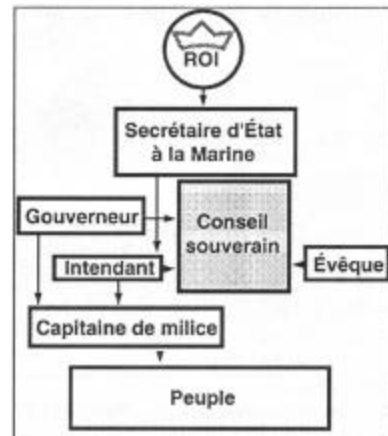 ROI
Secrétaire d'État
à la Marine
Gouverneur
Conseil
souverain
Intendant
Évêque
Capitaine de milice
Peuple